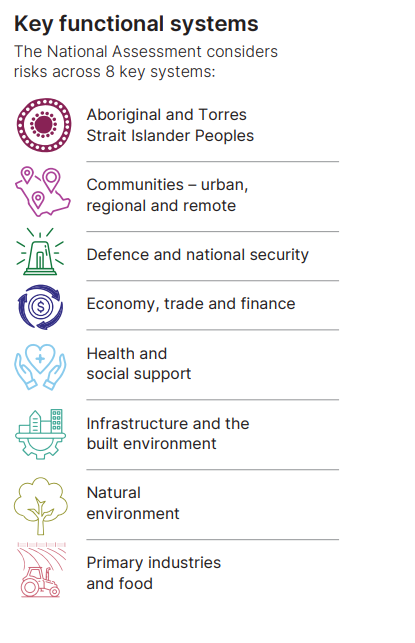 Key functional systems
The National Assessment considers
risks across 8 key systems:
Aboriginal and Torres
Strait Islander Peoples
Communities – urban,
regional and remote
Defence and national security
$
Economy, trade and finance
Health and
social support
Infrastructure and the
built environment
Natural
environment
Primary industries
and food